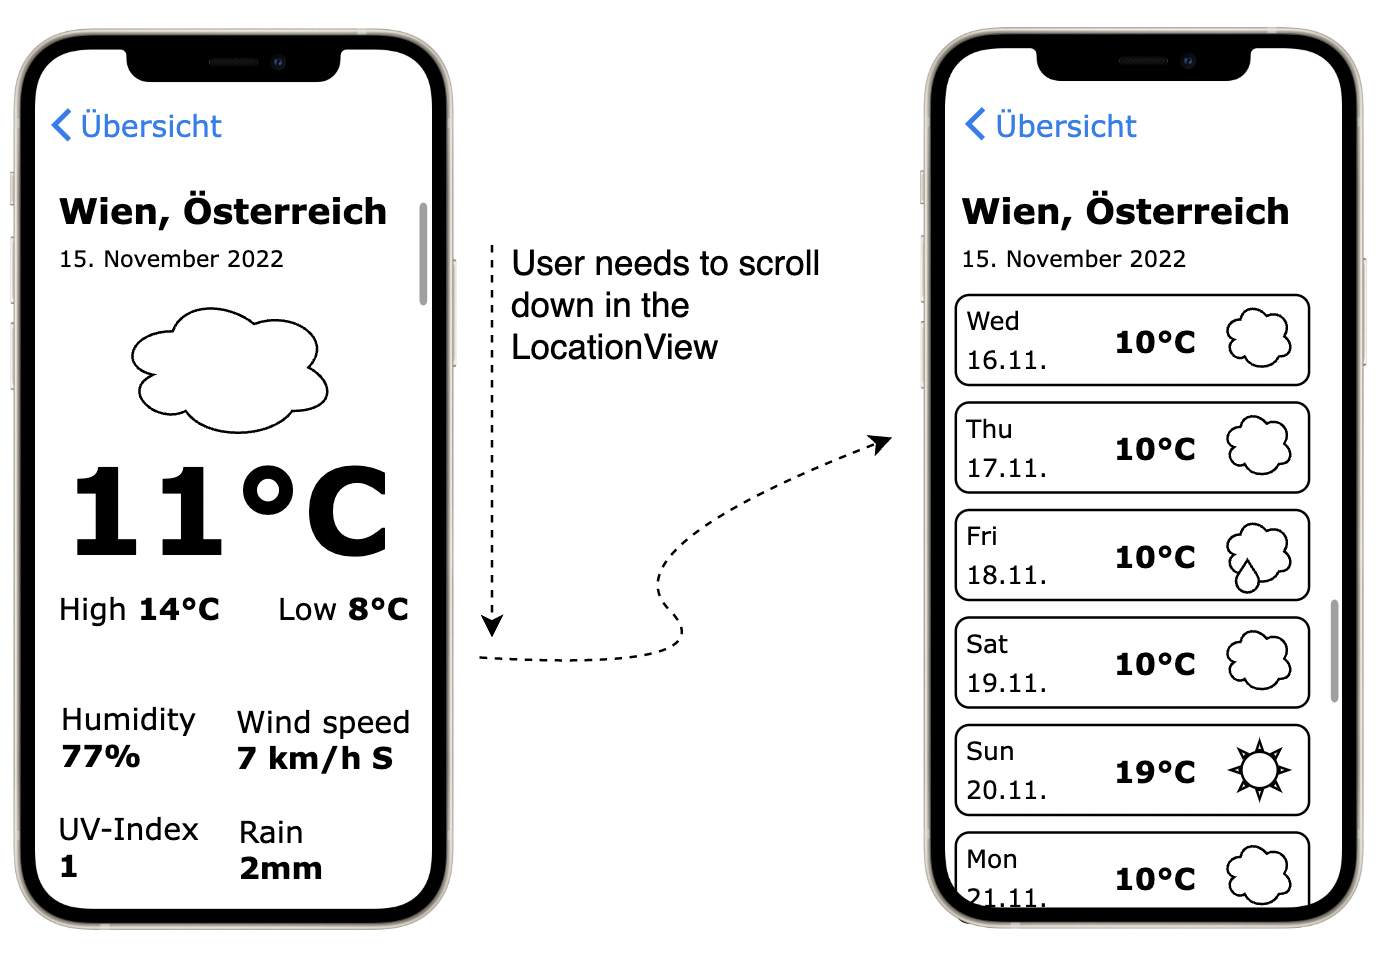 Übersicht
Wien, Österreich
15. November 2022
11°C
High 14°C Low 8°C
Humidity
77%
Wind speed
7 km/h S
UV-Index
1
Rain
2mm
User needs to scroll
down in the
LocationView
Übersicht
Wien, Österreich
15. November 2022
Wed
16.11.
10°C
Thu
17.11.
10°C
Fri
18.11.
10°C
Sat
19.11.
10°C
Sun
20.11.
19°C
Mon
21.11.
10°C